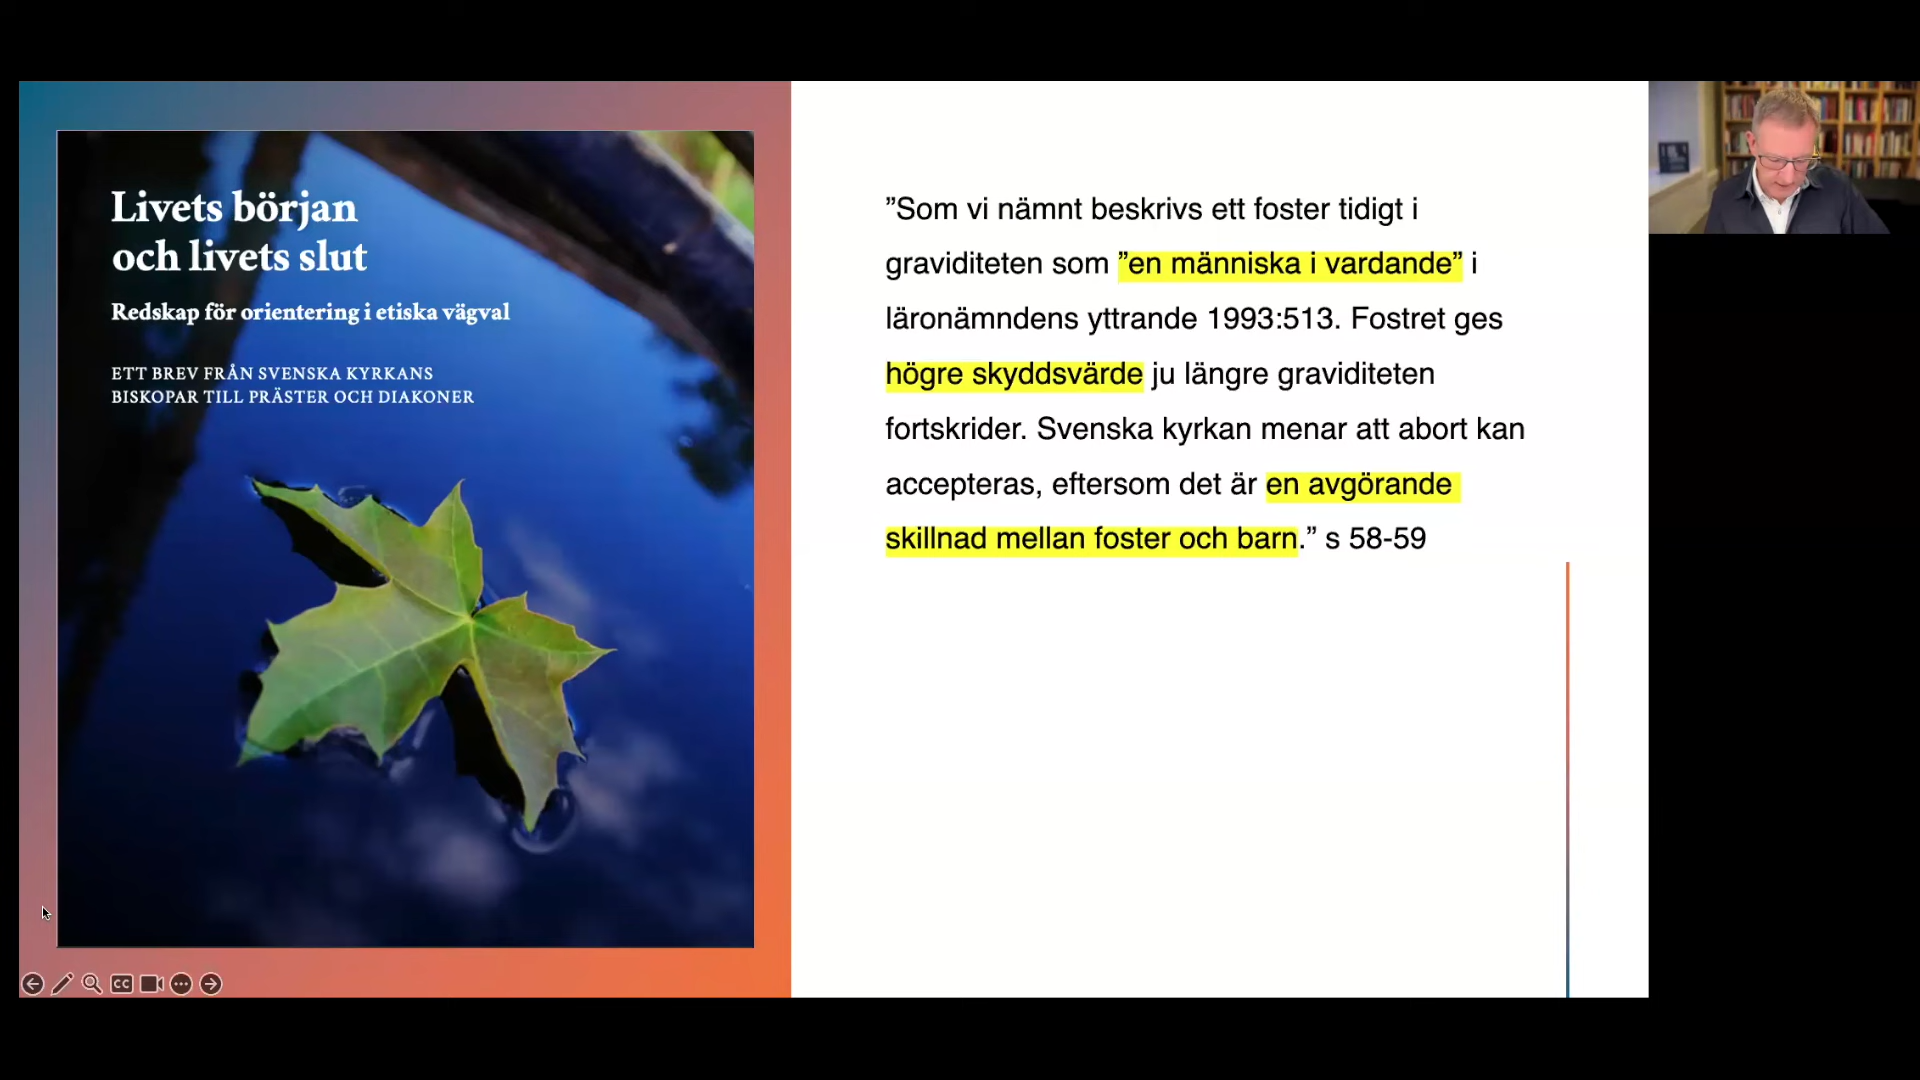 Livets början
och livets slut
Redskap för orientering i etiska vägval
ETT BREV FRÅN SVENSKA KYRKANS
BISKOPAR TILL PRÄSTER OCH DIAKONER
”Som vi nämnt beskrivs ett foster tidigt i
graviditeten som ”en människa i vardande” i
läronämndens yttrande 1993:513. Fostret ges
högre skyddsvärde ju längre graviditeten
fortskrider. Svenska kyrkan menar att abort kan
accepteras, eftersom det är en avgörande
skillnad mellan foster och barn.” s 58-59
CC